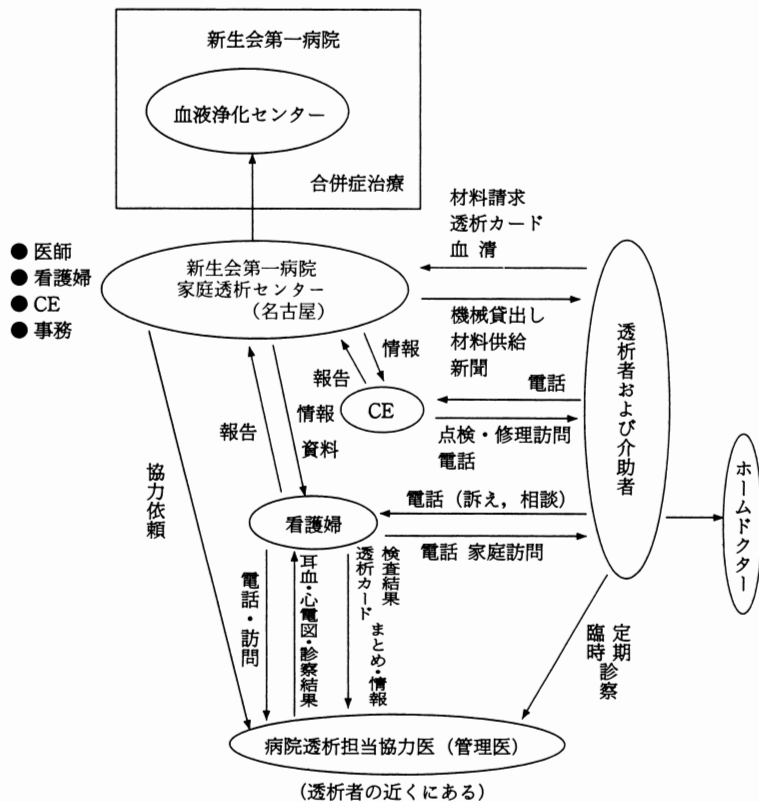 新生会第一病院
血液浄化センター
合併症治療
● 医師
● 看護婦
● CE
● 事務
新生会第一病院
家庭透析センター
（名古屋）
材料請求
透析カード
血 清
機械貸出し
材料供給
新聞
透析者および介助者
ホームドクター
情報
報告
CE
電話
点検・修理訪問
電話
報告
情報
資料
協力依頼
看護婦
電話（訴え，相談）
電話 家庭訪問
電話・訪問
耳血・心電図・診察結果
検査結果
透析カード
まとめ・情報
定期
臨時診察
病院透析担当協力医（管理医）
（透析者の近くにある）